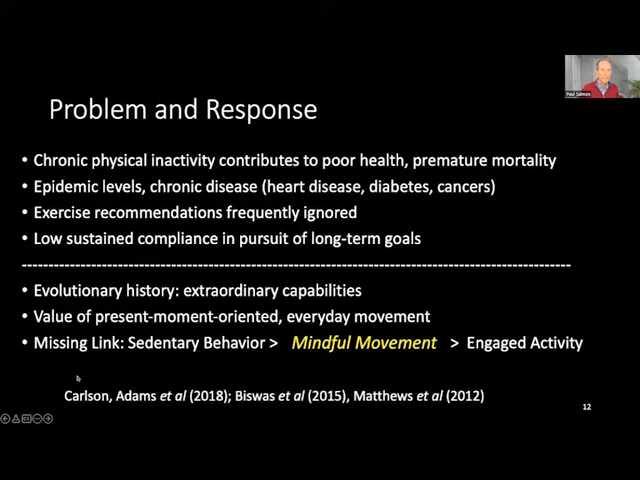 Paul Salmon
Problem and Response
• Chronic physical inactivity contributes to poor health, premature mortality
• Epidemic levels, chronic disease (heart disease, diabetes, cancers)
• Exercise recommendations frequently ignored
• Low sustained compliance in pursuit of long-term goals
-----------------------------------------------------------------------------------------------
• Evolutionary history: extraordinary capabilities
• Value of present-moment-oriented, everyday movement
• Missing Link: Sedentary Behavior > Mindful Movement > Engaged Activity
Carlson, Adams et al (2018); Biswas et al (2015), Matthews et al (2012)
12